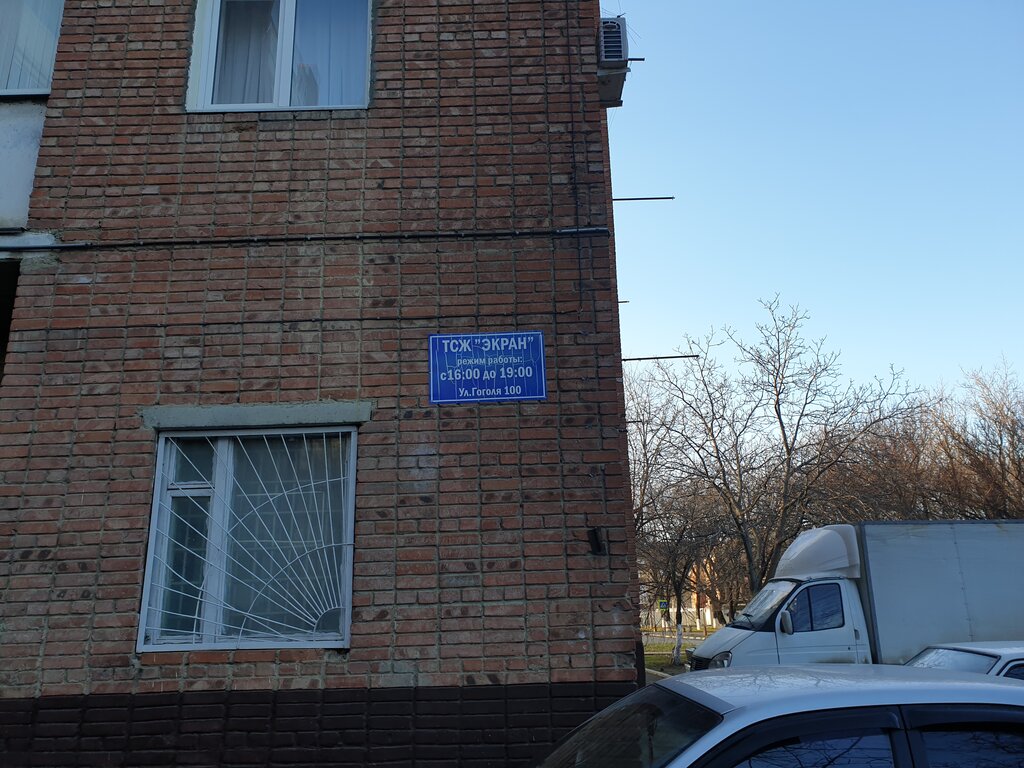 ТСЖ "ЭКРАН"
режим работы:
с16:00 до 19:00
Ул.Гоголя 100